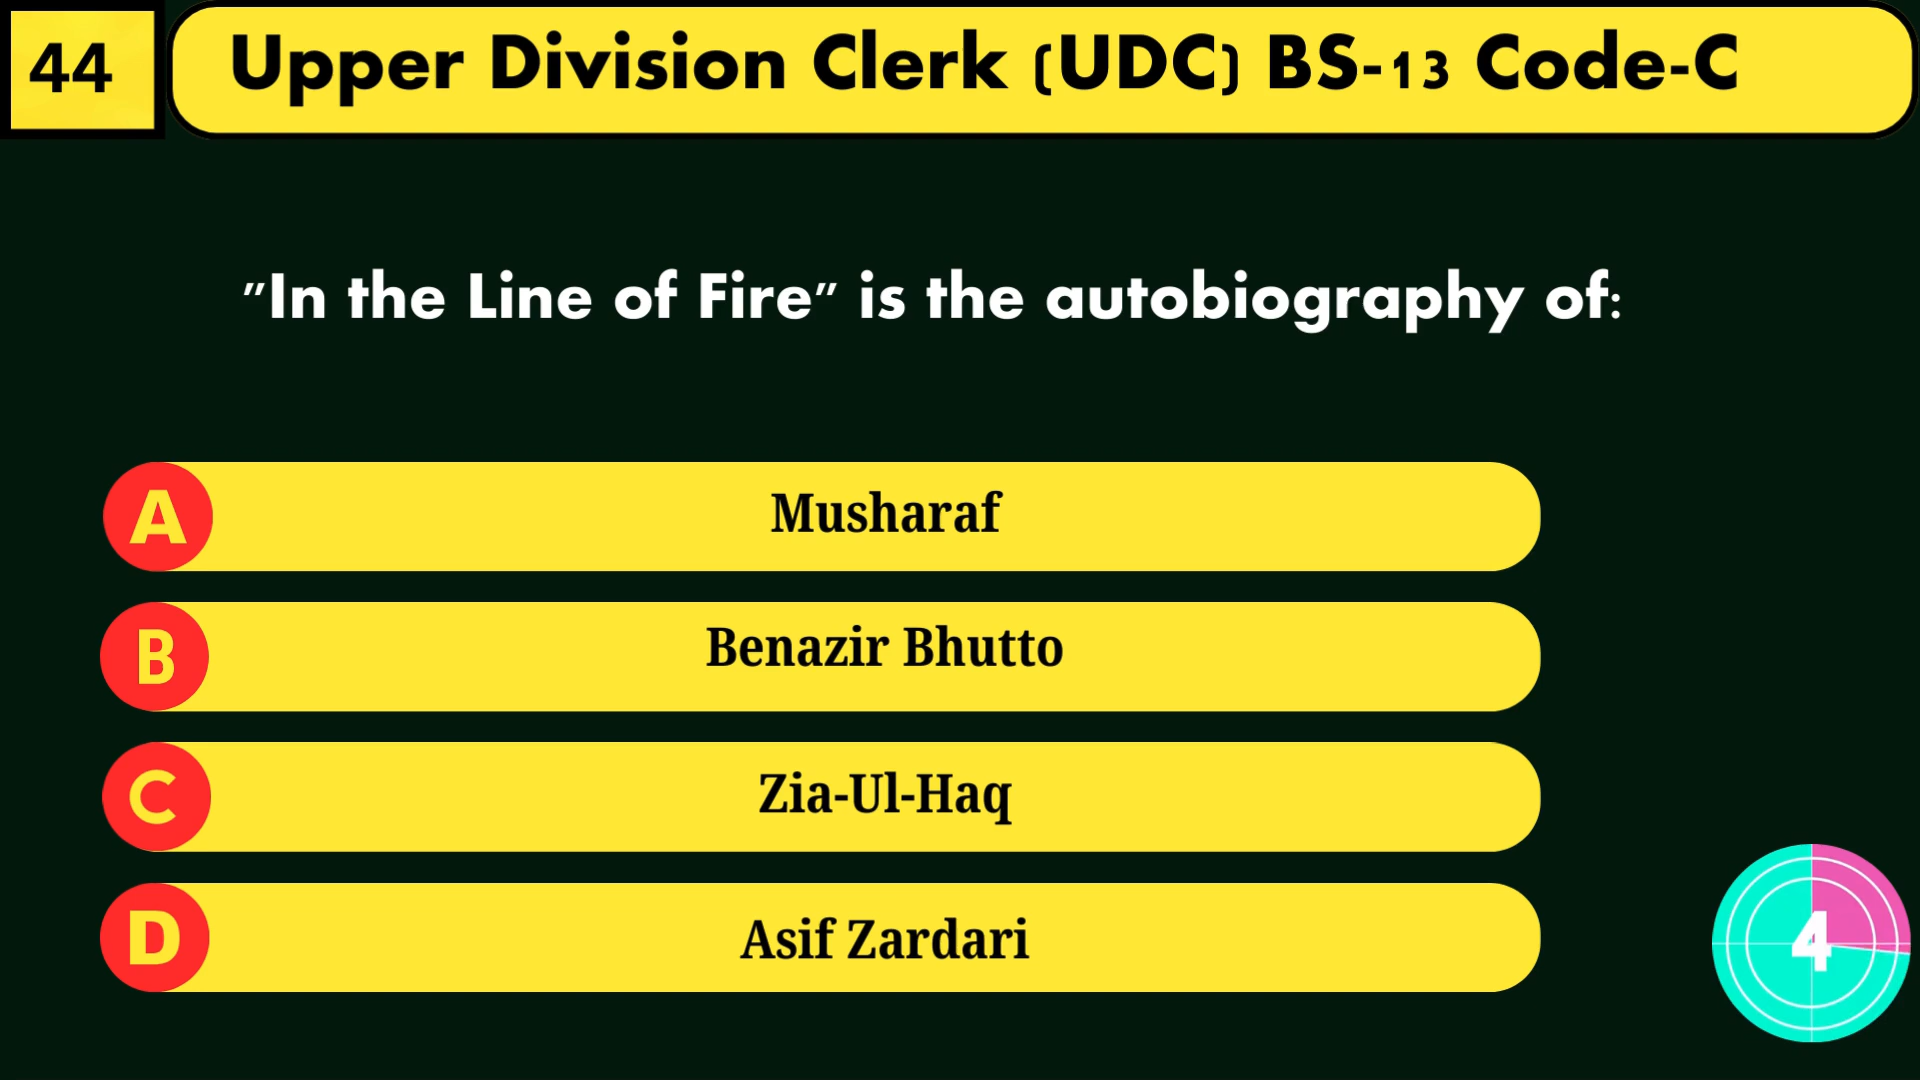 44
Upper Division Clerk (UDC) BS-13 Code-C
"In the Line of Fire" is the autobiography of:
A Musharaf
B Benazir Bhutto
C Zia-Ul-Haq
D Asif Zardari
4